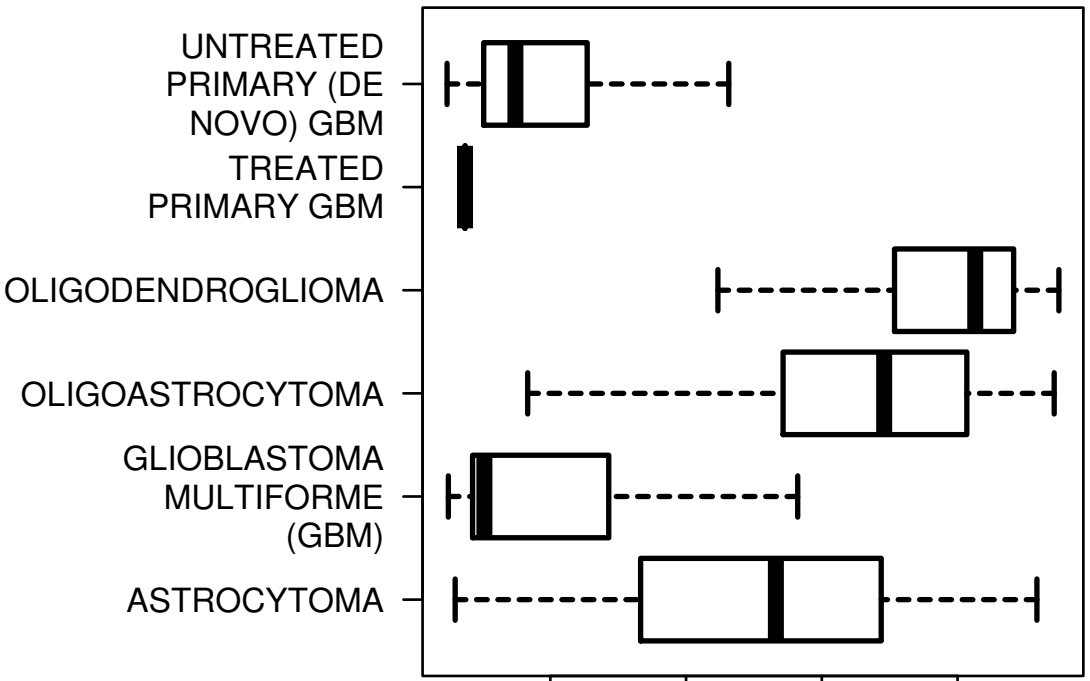 UNTREATED
PRIMARY (DE
NOVO) GBM
TREATED
PRIMARY GBM
OLIGODENDROGLIOMA
OLIGOASTROCYTOMA
GLIOBLASTOMA
MULTIFORME
(GBM)
ASTROCYTOMA